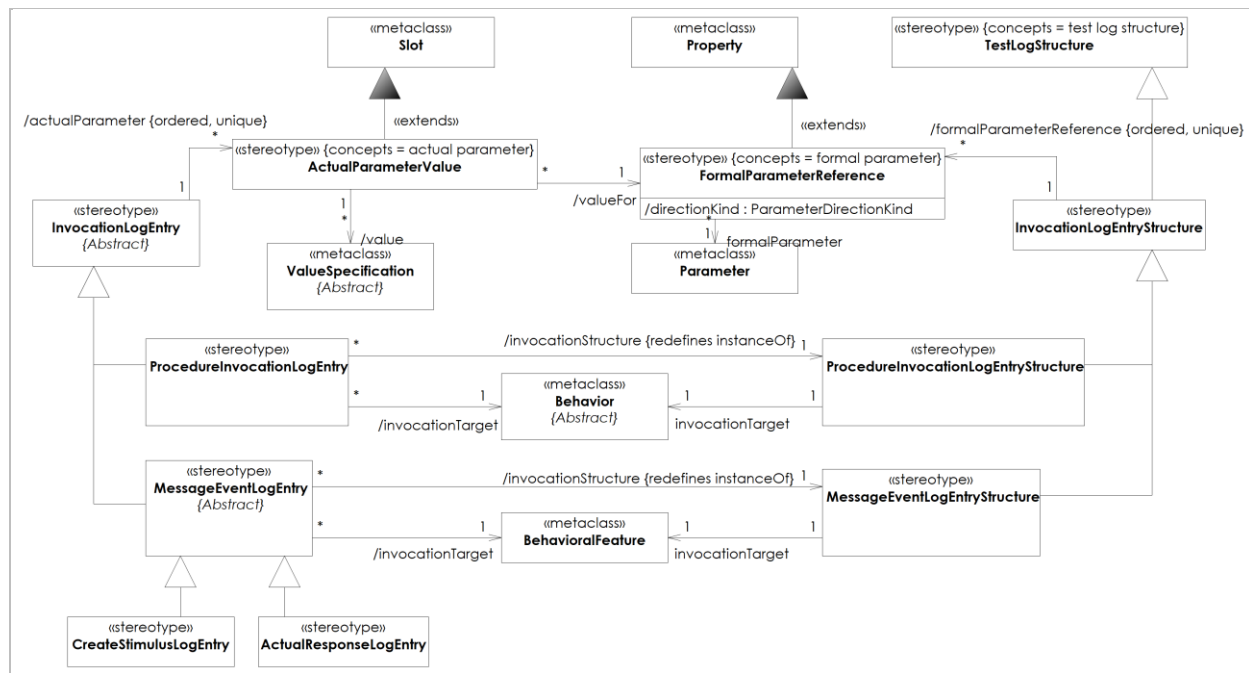 «metaclass»
Slot
«metaclass»
Property
«stereotype» {concepts = test log structure}
TestLogStructure
/actualParameter {ordered, unique}
*
«extends»
«extends»
/formalParameterReference {ordered, unique}
*
«stereotype» {concepts = actual parameter}
ActualParameterValue
*
1
/valueFor
«stereotype» {concepts = formal parameter}
FormalParameterReference
/directionKind : ParameterDirectionKind
1
1
«stereotype»
InvocationLogEntry
{Abstract}
1
*
/value
*
1
formalParameter
«stereotype»
InvocationLogEntryStructure
«metaclass»
ValueSpecification
{Abstract}
«metaclass»
Parameter
«stereotype»
ProcedureInvocationLogEntry
*
/invocationStructure {redefines instanceOf}
1
«stereotype»
ProcedureInvocationLogEntryStructure
*
1
/invocationTarget
«metaclass»
Behavior
{Abstract}
1
1
invocationTarget
«stereotype»
MessageEventLogEntry
{Abstract}
*
/invocationStructure {redefines instanceOf}
1
«stereotype»
MessageEventLogEntryStructure
*
1
/invocationTarget
«metaclass»
BehavioralFeature
1
1
invocationTarget
«stereotype»
CreateStimulusLogEntry
«stereotype»
ActualResponseLogEntry